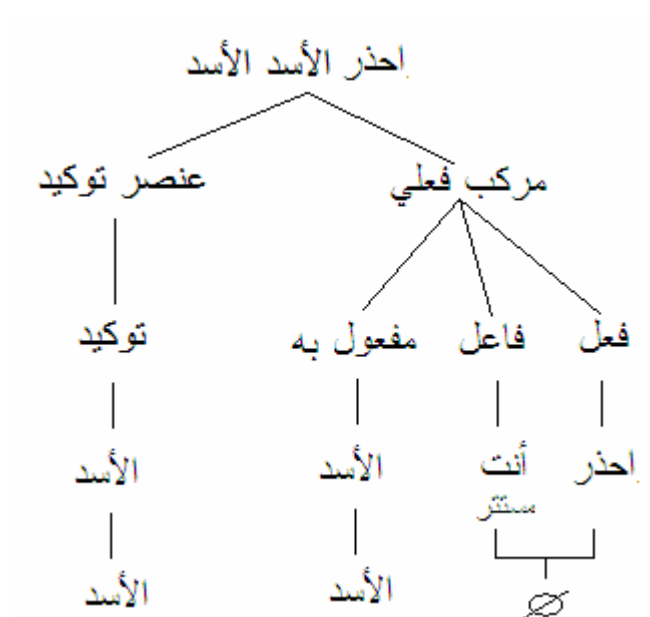 احذر الأسد الأسد
مركب فعلي عنصر توكيد
فعل فاعل مفعول به توكيد
احذر أنت الأسد الأسد
مستتر
∅ الأسد الأسد